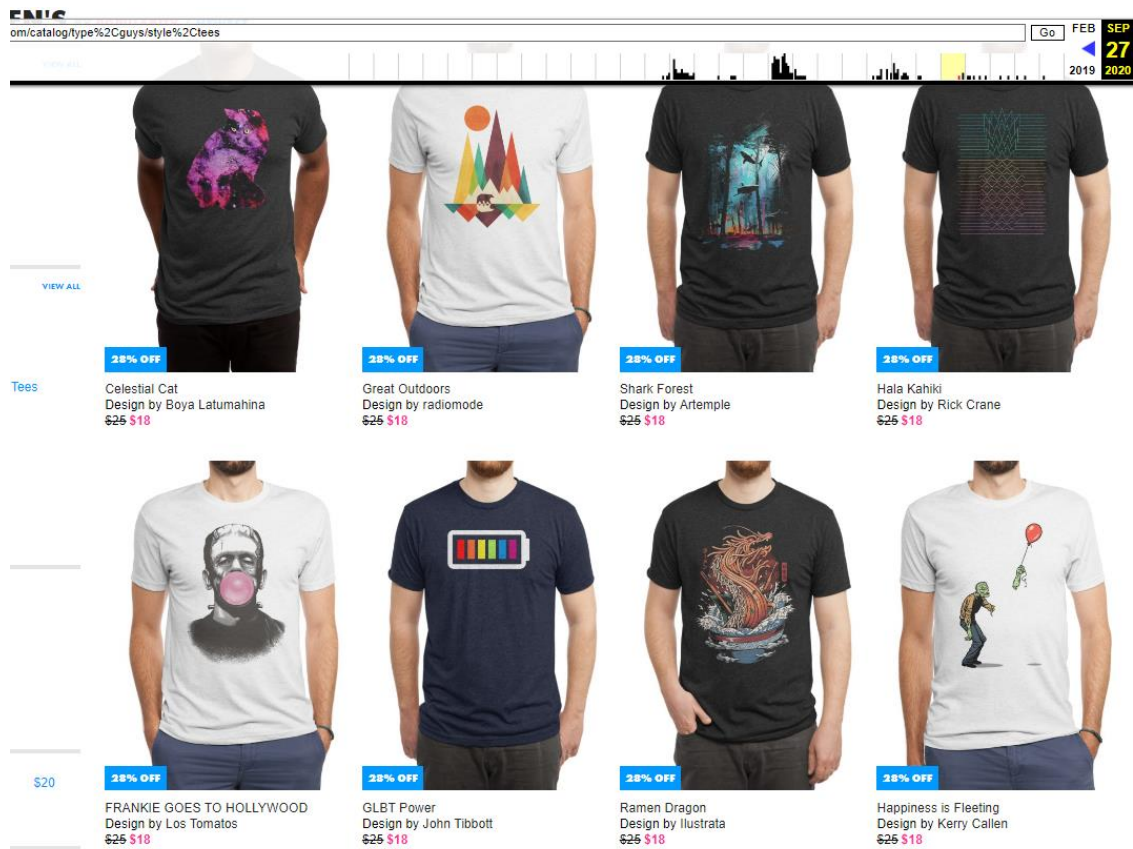 EN'S
om/catalog/type%2Cguys/style%2Ctees
Go
FEB
SEP
27
2019
2020
VIEW ALL
28% OFF
28% OFF
28% OFF
28% OFF
Tees
Celestial Cat
Design by Boya Latumahina
$25 $18
Great Outdoors
Design by radiomode
$25 $18
Shark Forest
Design by Artemple
$25 $18
Hala Kahiki
Design by Rick Crane
$25 $18
28% OFF
28% OFF
28% OFF
28% OFF
$20
FRANKIE GOES TO HOLLYWOOD
Design by Los Tomatos
$25 $18
GLBT Power
Design by John Tibbott
$25 $18
Ramen Dragon
Design by Ilustrata
$25 $18
Happiness is Fleeting
Design by Kerry Callen
$25 $18